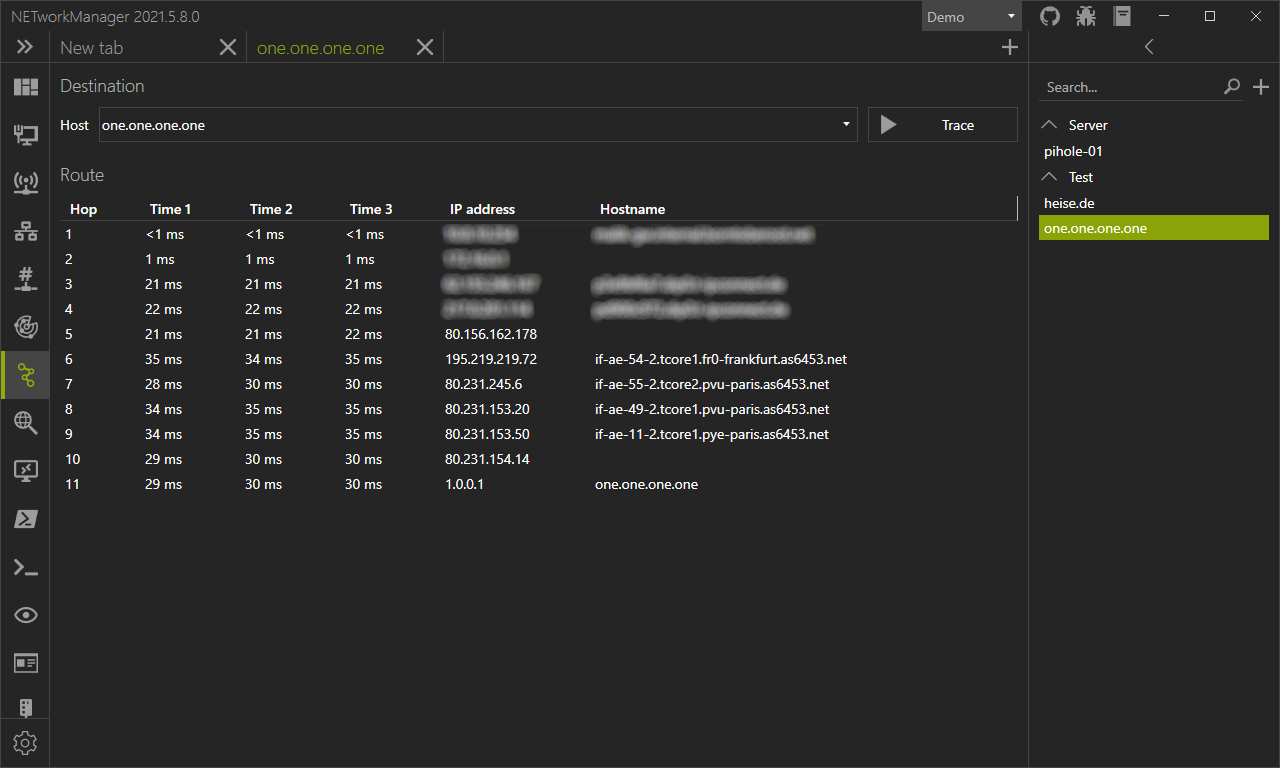 NETworkManager 2021.5.8.0
Demo
New tab
one.one.one.one
Destination
Host one.one.one.one
Trace
Route
Hop Time 1 Time 2 Time 3 IP address Hostname
1 <1 ms <1 ms <1 ms
2 1 ms 1 ms 1 ms
3 21 ms 21 ms 21 ms
4 22 ms 22 ms 22 ms
5 21 ms 21 ms 22 ms 80.156.162.178
6 35 ms 34 ms 35 ms 195.219.219.72 if-ae-54-2.tcore1.fr0-frankfurt.as6453.net
7 28 ms 30 ms 30 ms 80.231.245.6 if-ae-55-2.tcore2.pvu-paris.as6453.net
8 34 ms 35 ms 35 ms 80.231.153.20 if-ae-49-2.tcore1.pvu-paris.as6453.net
9 34 ms 35 ms 35 ms 80.231.153.50 if-ae-11-2.tcore1.pye-paris.as6453.net
10 29 ms 30 ms 30 ms 80.231.154.14
11 29 ms 30 ms 30 ms 1.0.0.1 one.one.one.one
Search...
Server
pihole-01
Test
heise.de
one.one.one.one